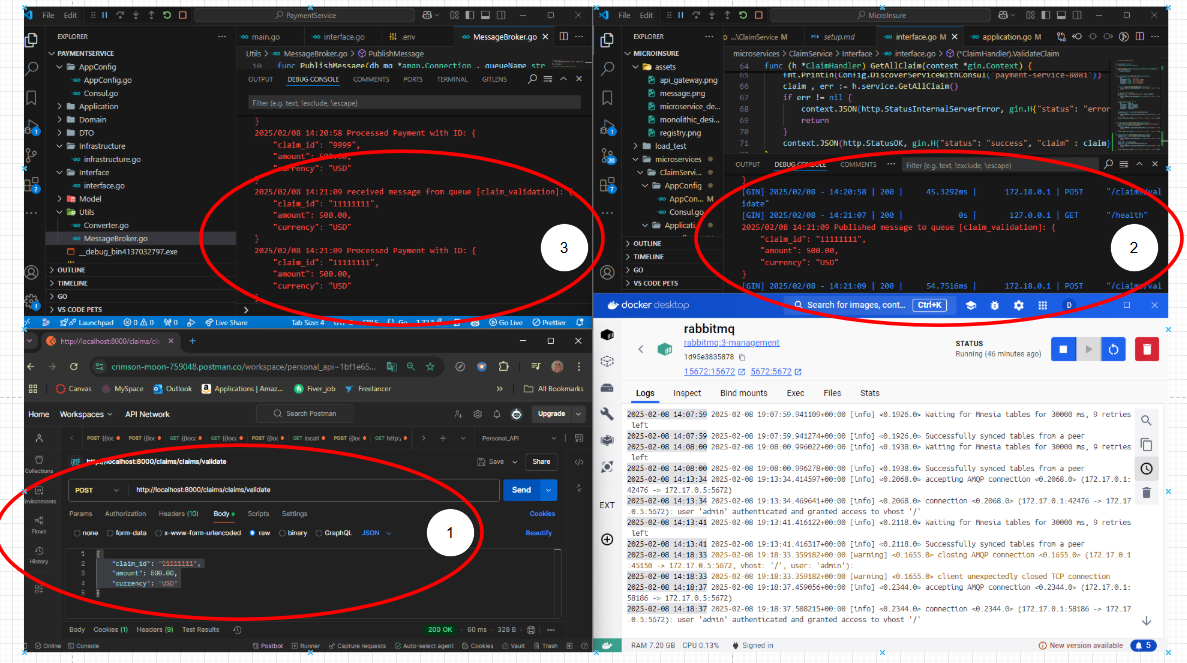 File Edit PaymentService
EXPLORER
PAYMENTSERVICE
AppConfig
AppConfig.go
Consul.go
Application
Domain
DTO
Infrastructure
infrastructure.go
Interface
interface.go
Model
Utils
Converter.go
MessageBroker.go
__debug_bin4137032797.exe
OUTLINE
TIMELINE
GO
VS CODE PETS
main.go interface.go .env MessageBroker.go
Utils > MessageBroker.go > PublishMessage
OUTPUT DEBUG CONSOLE COMMENTS PORTS TERMINAL GITLENS
Filter (e.g. text, !exclude, \escape)
}
2025/02/08 14:20:58 Processed Payment with ID: {
"claim_id": "9999",
"amount": 500.00,
"currency": "USD"
}
2025/02/08 14:21:09 received message from queue [claim_validation]: {
"claim_id": "11111111",
"amount": 500.00,
"currency": "USD"
}
2025/02/08 14:21:09 Processed Payment with ID: {
"claim_id": "11111111",
"amount": 500.00,
"currency": "USD"
}
3
Launchpad 0 0 0 Live Share Tab Size: 4 Go Live Prettier
File Edit MicroInsure
EXPLORER
MICROINSURE
assets
api_gateway.png
message.png
microservice_de...
monolithic_desi...
registry.png
load_test
microservices
ClaimServi...
AppConfig
AppCon... M
Consul.go
Applicati...
OUTLINE
TIMELINE
GO
VS CODE PETS
...\ClaimService M setup.md interface.go M application.go
microservices > ClaimService > Interface > interface.go > (*ClaimHandler).ValidateClaim
64 func (h *ClaimHandler) GetAllClaim(context *gin.Context) {
65 fmt.Println(Config.DiscoverServiceWithConsul("payment-service-8081"))
66 claim , err := h.service.GetAllClaim()
67 if err != nil {
68 context.JSON(http.StatusInternalServerError, gin.H{"status": "error
69 return
70 }
71 context.JSON(http.StatusOK, gin.H{"status": "success", "claim" : claim}
OUTPUT DEBUG CONSOLE COMMENTS Filter (e.g. text, !exclude, \escape)
}
[GIN] 2025/02/08 - 14:20:58 | 200 | 45.3292ms | 172.18.0.1 | POST "/claims/val
idate"
[GIN] 2025/02/08 - 14:21:07 | 200 | 0s | 127.0.0.1 | GET "/health"
2025/02/08 14:21:09 Published message to queue [claim_validation]: {
"claim_id": "11111111",
"amount": 500.00,
"currency": "USD"
}
[GIN] 2025/02/08 - 14:21:09 | 200 | 54.7516ms | 172.18.0.1 | POST "/claims/val
2
http://localhost:8000/claims/cla
crimson-moon-759048.postman.co/workspace/personal_api~1bf1e65...
Canvas MySpace Outlook Applications | Amaz... Fiver_job Freelancer All Bookmarks
Home Workspaces API Network Search Postman Upgrade
Collections
Environments
Flows
History
Personal_API
http://localhost:8000/claims/claims/validate Save Share
POST http://localhost:8000/claims/claims/validate Send
Params Authorization Headers (10) Body Scripts Settings Cookies
none form-data x-www-form-urlencoded raw binary GraphQL JSON Beautify
1 {
2 "claim_id": "11111111",
3 "amount": 500.00,
4 "currency": "USD"
5 }
1
Body Cookies (1) Headers (9) Test Results 200 OK 60 ms 328 B
Online Console Postbot Runner Capture requests Auto-select agent Cookies Vault Trash
docker desktop Search for images, cont... Ctrl+K D
rabbitmq
rabbitmq:3-management
1d95e3835878
15672:15672 5672:5672
STATUS
Running (46 minutes ago)
Logs Inspect Bind mounts Exec Files Stats
EXT
2025-02-08 14:07:59 2025-02-08 19:07:59.941109+00:00 [info] <0.1926.0> Waiting for Mnesia tables for 30000 ms, 9 retries
left
2025-02-08 14:07:59 2025-02-08 19:07:59.941274+00:00 [info] <0.1926.0> Successfully synced tables from a peer
2025-02-08 14:08:00 2025-02-08 19:08:00.996022+00:00 [info] <0.1938.0> Waiting for Mnesia tables for 30000 ms, 9 retries
left
2025-02-08 14:08:00 2025-02-08 19:08:00.996278+00:00 [info] <0.1938.0> Successfully synced tables from a peer
2025-02-08 14:13:34 2025-02-08 19:13:34.414597+00:00 [info] <0.2068.0> accepting AMQP connection <0.2068.0> (172.17.0.1:
42476 -> 172.17.0.5:5672)
2025-02-08 14:13:34 2025-02-08 19:13:34.469641+00:00 [info] <0.2068.0> connection <0.2068.0> (172.17.0.1:42476 -> 172.17
.0.5:5672): user 'admin' authenticated and granted access to vhost '/'
2025-02-08 14:13:41 2025-02-08 19:13:41.416122+00:00 [info] <0.2118.0> Waiting for Mnesia tables for 30000 ms, 9 retries
left
2025-02-08 14:13:41 2025-02-08 19:13:41.416317+00:00 [info] <0.2118.0> Successfully synced tables from a peer
2025-02-08 14:18:33 2025-02-08 19:18:33.359182+00:00 [warning] <0.1655.0> closing AMQP connection <0.1655.0> (172.17.0.1
:45150 -> 172.17.0.5:5672, vhost: '/', user: 'admin'):
2025-02-08 14:18:33 2025-02-08 19:18:33.359182+00:00 [warning] <0.1655.0> client unexpectedly closed TCP connection
2025-02-08 14:18:37 2025-02-08 19:18:37.459056+00:00 [info] <0.2344.0> accepting AMQP connection <0.2344.0> (172.17.0.1:
58186 -> 172.17.0.5:5672)
2025-02-08 14:18:37 2025-02-08 19:18:37.508215+00:00 [info] <0.2344.0> connection <0.2344.0> (172.17.0.1:58186 -> 172.17
.0.5:5672): user 'admin' authenticated and granted access to vhost '/'
RAM 7.20 GB CPU 0.13% Signed in New version available 5